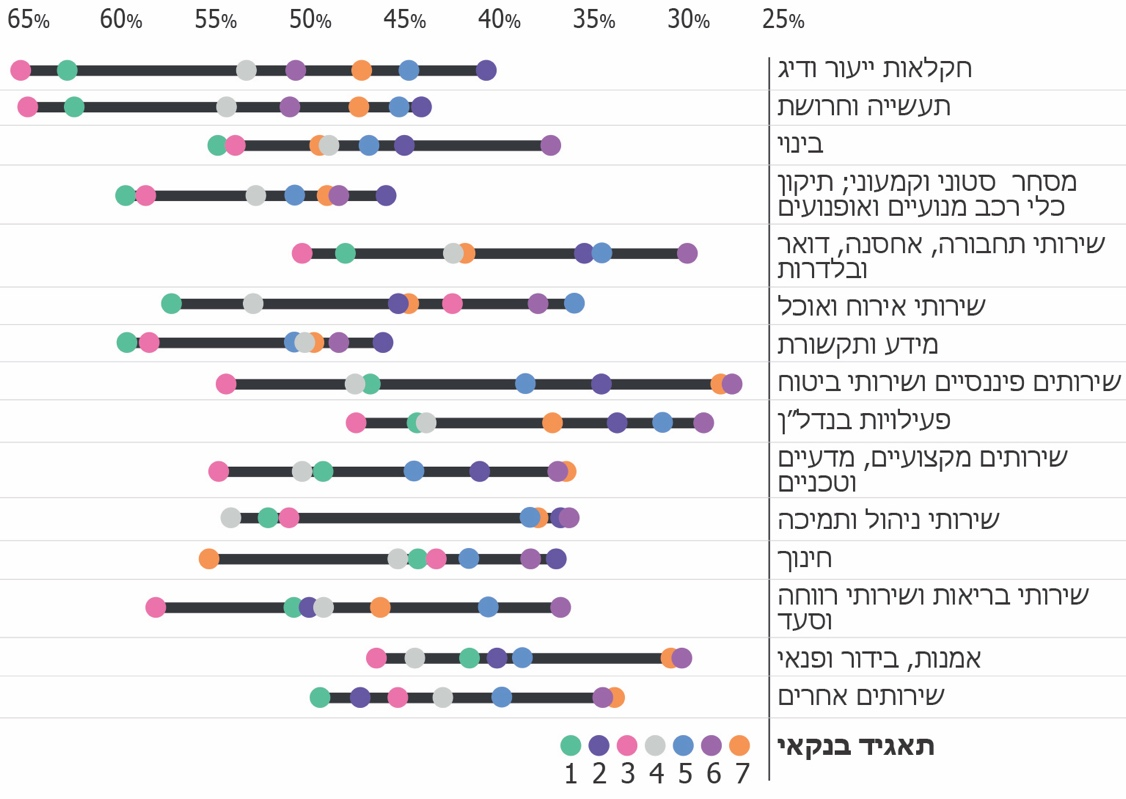 65% 60% 55% 50% 45% 40% 35% 30% 25%
חקלאות ייעור ודיג
תעשייה וחרושת
בינוי
מסחר סטוני וקמעוני; תיקון
כלי רכב מנועיים ואופנועים
שירותי תחבורה, אחסנה, דואר
ובלדרות
שירותי אירוח ואוכל
מידע ותקשורת
שירותים פיננסיים ושירותי ביטוח
פעילויות בנדל״ן
שירותים מקצועיים, מדעיים
וטכניים
שירותי ניהול ותמיכה
חינוך
שירותי בריאות ושירותי רווחה
וסעד
אמנות, בידור ופנאי
שירותים אחרים
תאגיד בנקאי
1 2 3 4 5 6 7